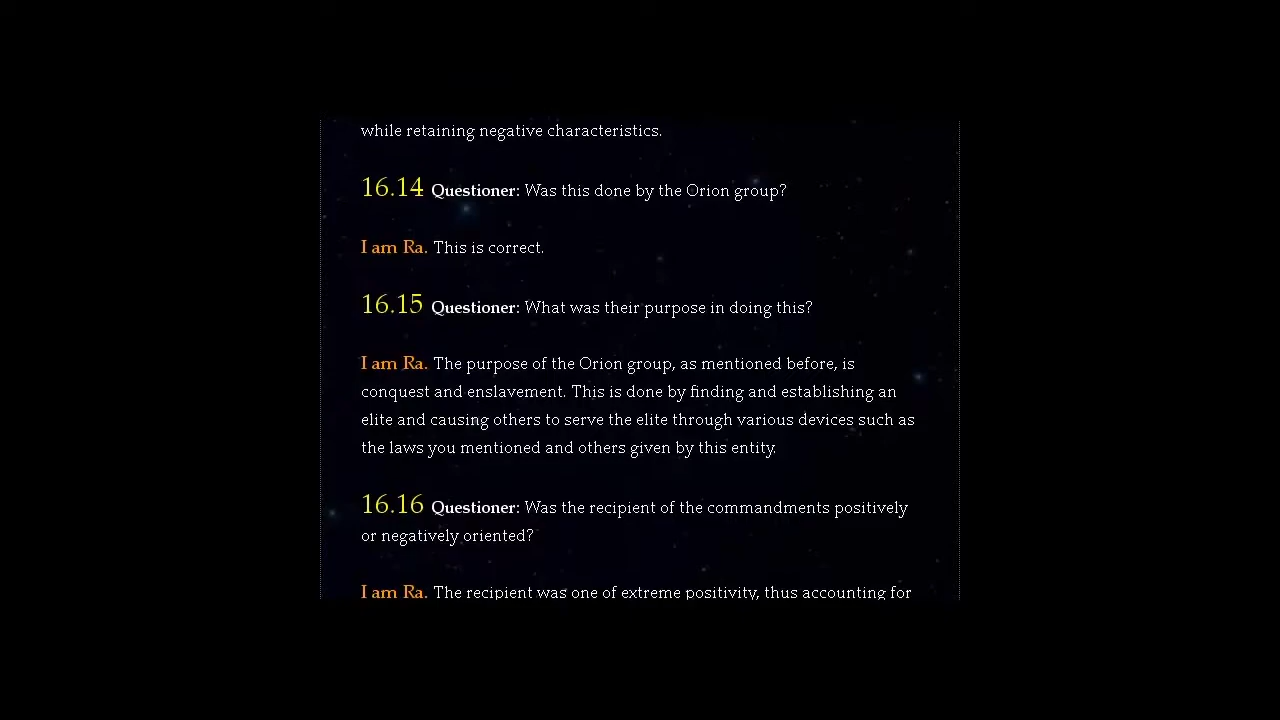 while retaining negative characteristics.
16.14 Questioner: Was this done by the Orion group?
I am Ra. This is correct.
16.15 Questioner: What was their purpose in doing this?
I am Ra. The purpose of the Orion group, as mentioned before, is
conquest and enslavement. This is done by finding and establishing an
elite and causing others to serve the elite through various devices such as
the laws you mentioned and others given by this entity.
16.16 Questioner: Was the recipient of the commandments positively
or negatively oriented?
I am Ra. The recipient was one of extreme positivity, thus accounting for